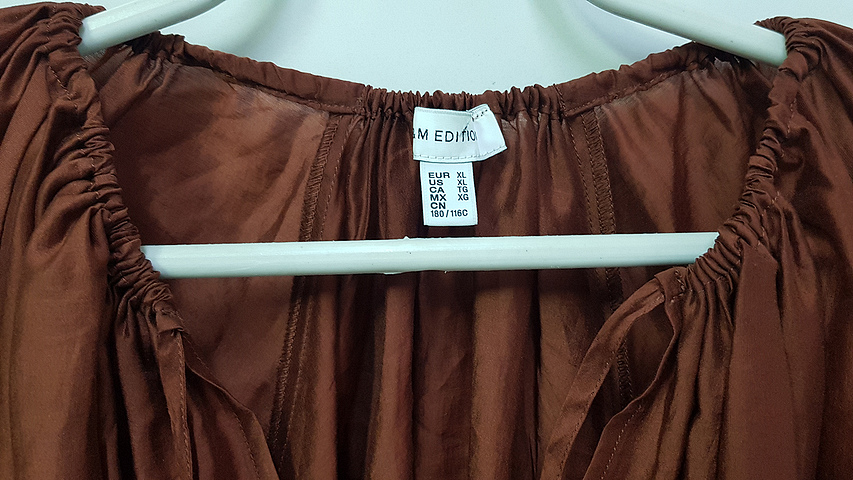 &M EDITIO
EUR XL
US XL
CA TG
MX XG
CN
180/116C